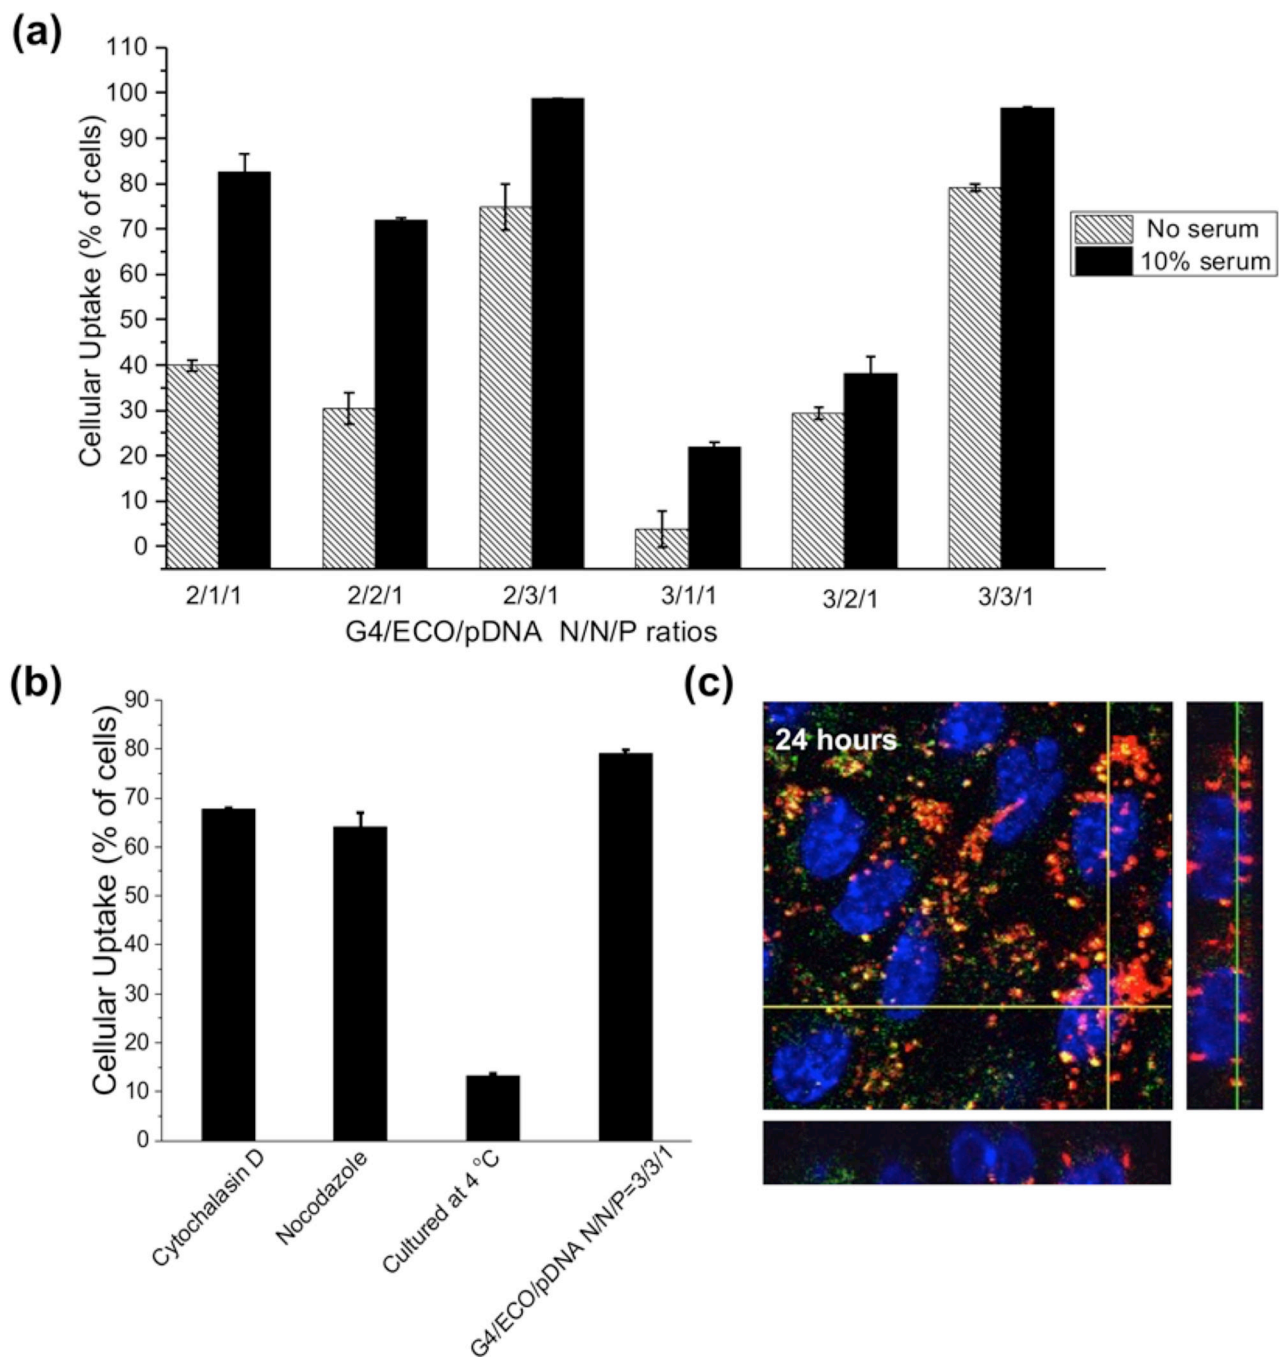 (a)
110
100
90
80
70
60
50
40
30
20
10
0
Cellular Uptake (% of cells)
No serum
10% serum
2/1/1
2/2/1
2/3/1
3/1/1
3/2/1
3/3/1
G4/ECO/pDNA N/N/P ratios
(b)
90
80
70
60
50
40
30
20
10
0
Cellular Uptake (% of cells)
Cytochalasin D
Nocodazole
Cultured at 4 °C
G4/ECO/pDNA N/N/P=3/3/1
(c)
24 hours